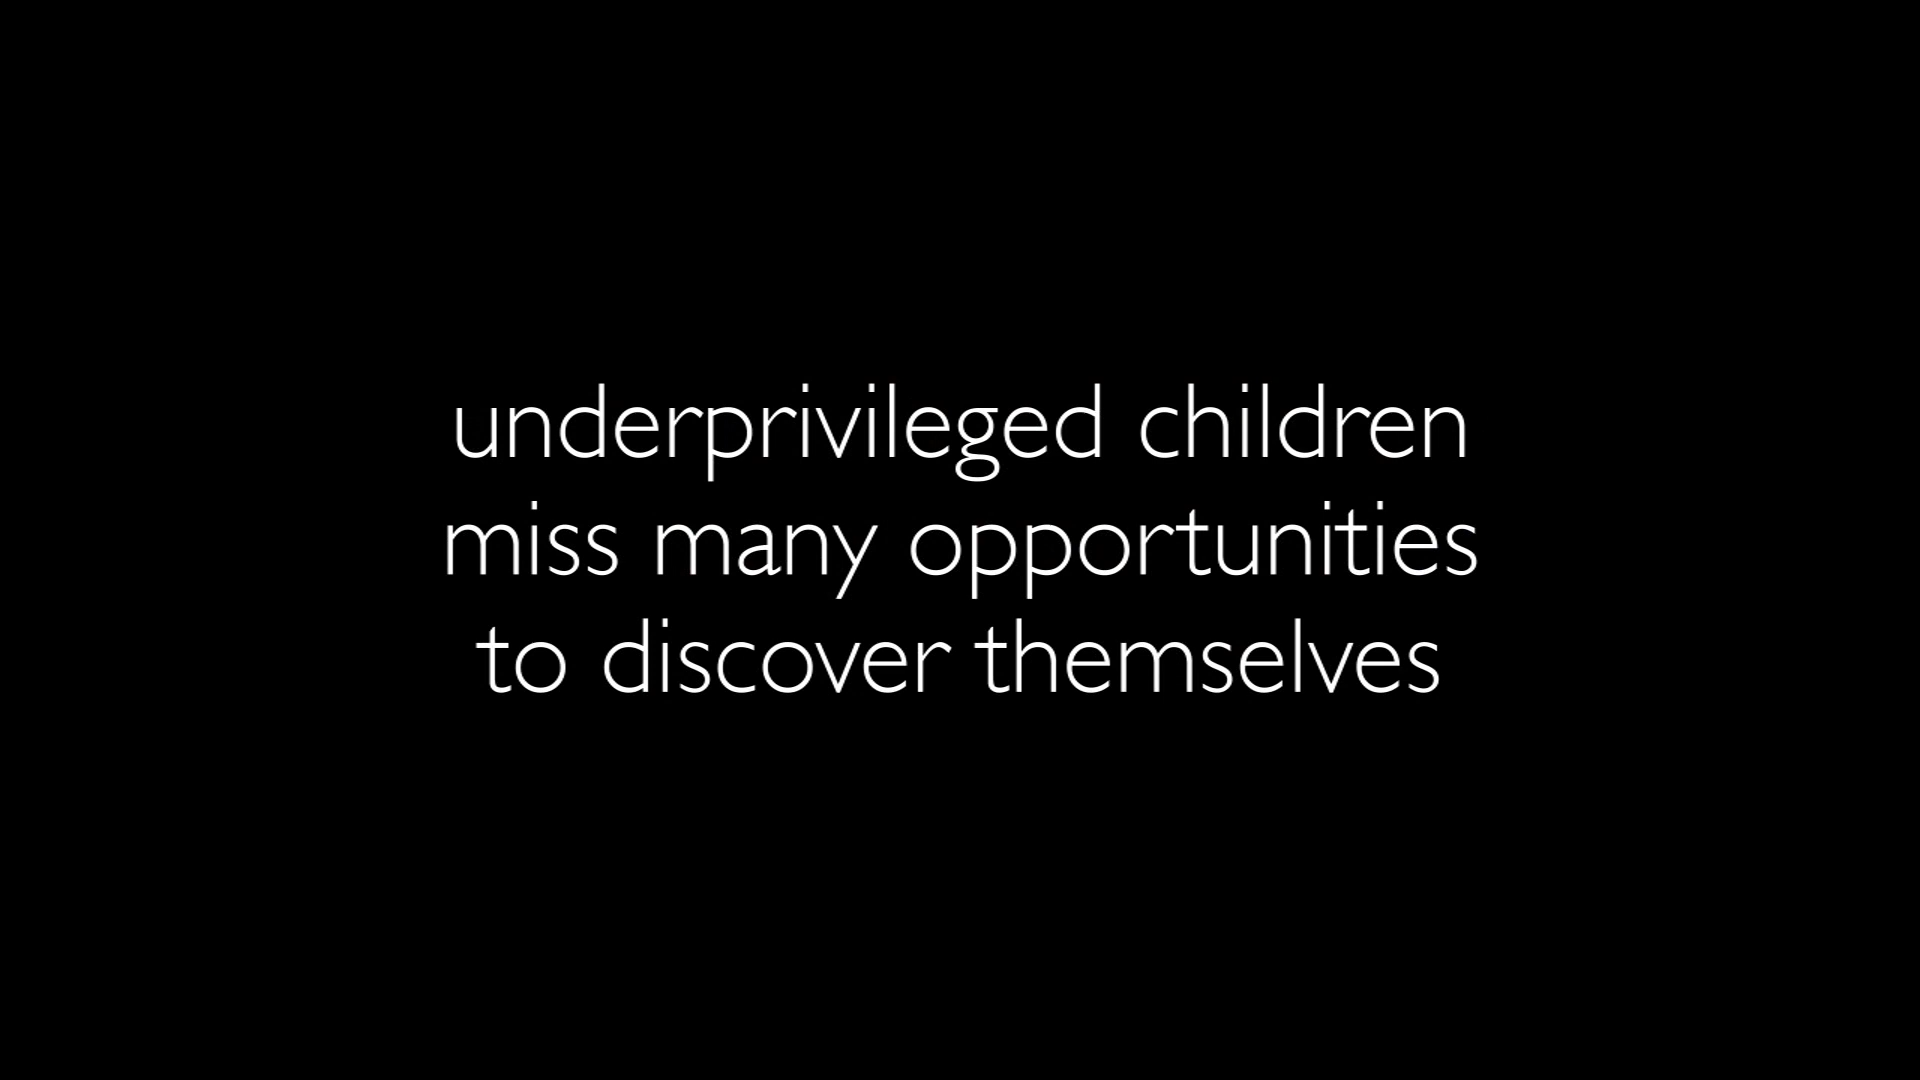 underprivileged children
miss many opportunities
to discover themselves